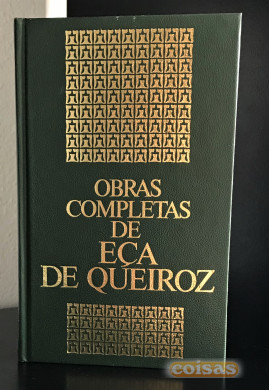 OBRAS
COMPLETAS
DE
EÇA
DE QUEIROZ
coisas